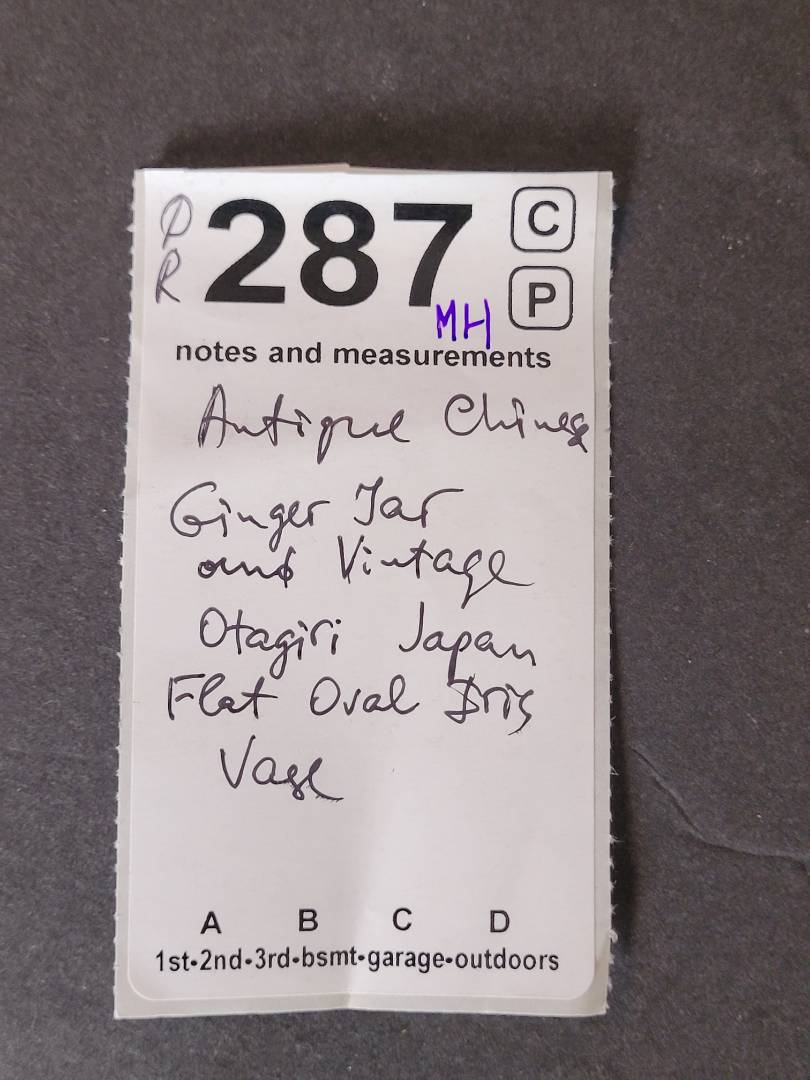 DR 287 C
P
MH
notes and measurements
Antique Chinese
Ginger Jar
and Vintage
Otagiri Japan
Flat Oval Iris
Vase
A B C D
1st•2nd•3rd•bsmt•garage•outdoors